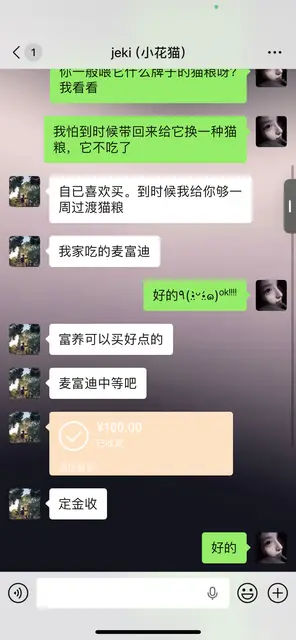 1
jeki (小花猫)
你一般喂它什么牌子的猫粮呀?
我看看
我怕到时候带回来给它换一种猫
粮，它不吃了
自已喜欢买。到时候我给你够一
周过渡猫粮
我家吃的麦富迪
好的 ok!!!!
富养可以买好点的
麦富迪中等吧
¥100.00
已收款
定金收
好的